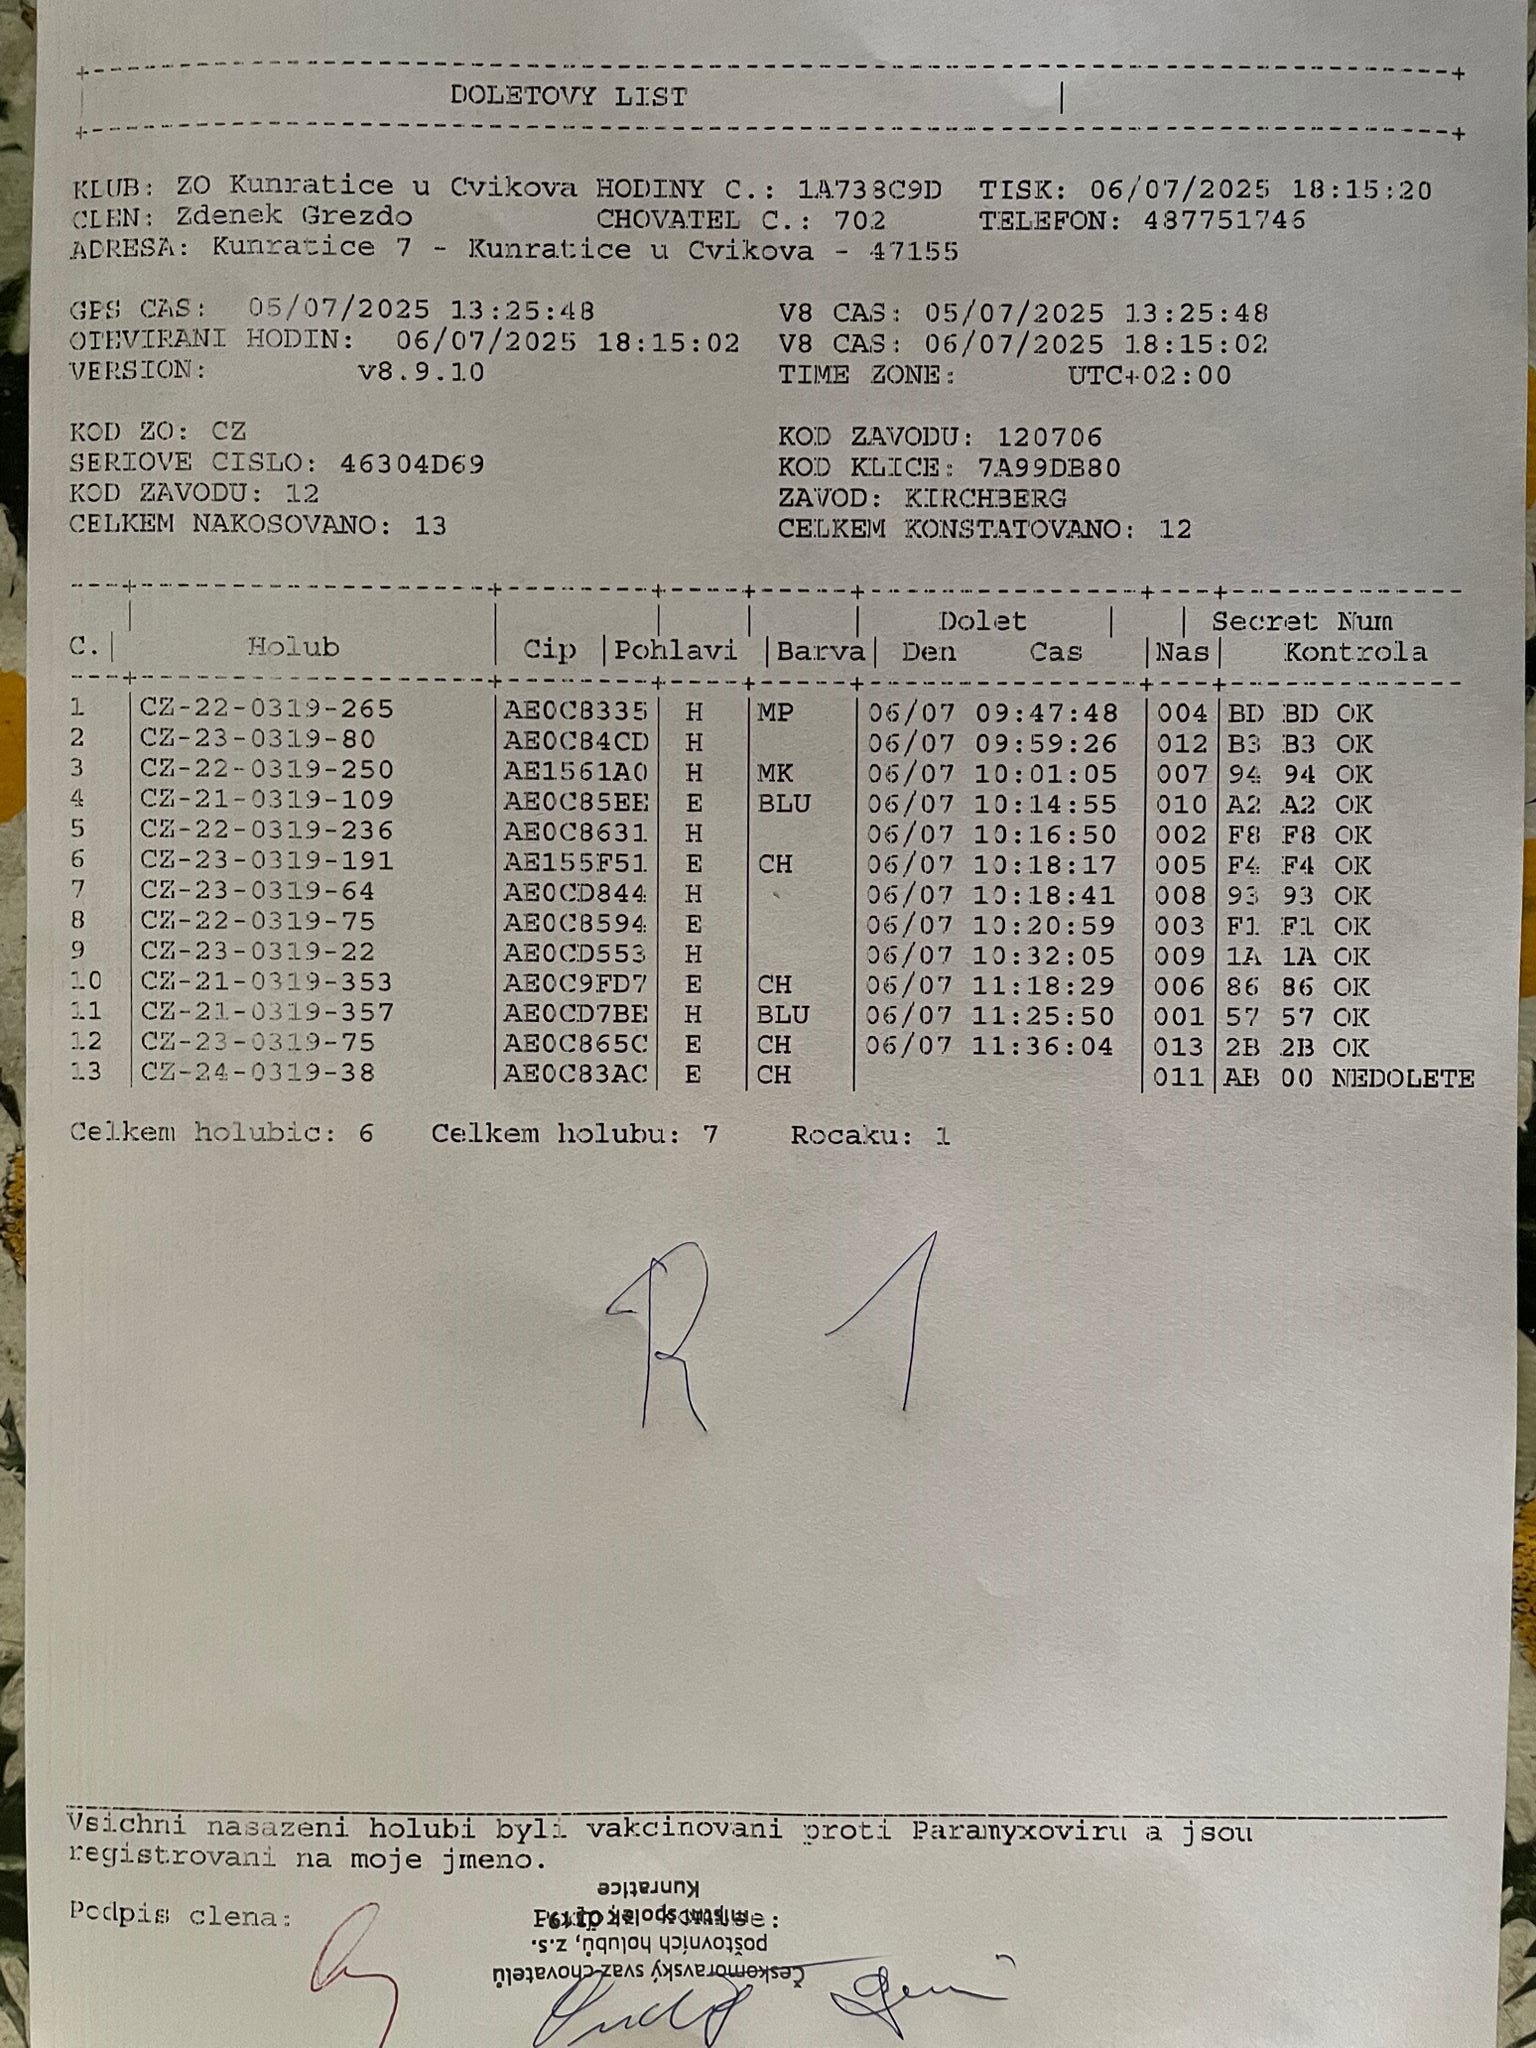 DOLETOVY LIST
KLUB: ZO Kunratice u Cvikova HODINY C.: 1A738C9D TISK: 06/07/2025 18:15:20
CLEN: Zdenek Grezdo CHOVATEL C.: 702 TELEFON: 487751746
ADRESA: Kunratice 7 - Kunratice u Cvikova - 47155
GPS CAS: 05/07/2025 13:25:48 V8 CAS: 05/07/2025 13:25:48
OTEVIRANI HODIN: 06/07/2025 18:15:02 V8 CAS: 06/07/2025 18:15:02
VERSION: v8.9.10 TIME ZONE: UTC+02:00
KOD ZO: CZ KOD ZAVODU: 120706
SERIOVE CISLO: 46304D69 KOD KLICE: 7A99DB80
KOD ZAVODU: 12 ZAVOD: KIRCHBERG
CELKEM NAKOSOVANO: 13 CELKEM KONSTATOVANO: 12
Dolet | | Secret Num
C.| Holub | Cip |Pohlavi |Barva| Den Cas |Nas| Kontrola
1 |CZ-22-0319-265 |AE0C8335| H |MP |06/07 09:47:48 |004|BD BD OK
2 |CZ-23-0319-80 |AE0C84CD| H | |06/07 09:59:26 |012|B3 B3 OK
3 |CZ-22-0319-250 |AE1561A0| H |MK |06/07 10:01:05 |007|94 94 OK
4 |CZ-21-0319-109 |AE0C85EE| E |BLU |06/07 10:14:55 |010|A2 A2 OK
5 |CZ-22-0319-236 |AE0C8631| H | |06/07 10:16:50 |002|F8 F8 OK
6 |CZ-23-0319-191 |AE155F51| E |CH |06/07 10:18:17 |005|F4 F4 OK
7 |CZ-23-0319-64 |AE0CD844| H | |06/07 10:18:41 |008|93 93 OK
8 |CZ-22-0319-75 |AE0C8594| E | |06/07 10:20:59 |003|F1 F1 OK
9 |CZ-23-0319-22 |AE0CD553| H | |06/07 10:32:05 |009|1A 1A OK
10 |CZ-21-0319-353 |AE0C9FD7| E |CH |06/07 11:18:29 |006|86 86 OK
11 |CZ-21-0319-357 |AE0CD7BE| H |BLU |06/07 11:25:50 |001|57 57 OK
12 |CZ-23-0319-75 |AE0C865C| E |CH |06/07 11:36:04 |013|2B 2B OK
13 |CZ-24-0319-38 |AE0C83AC| E |CH | |011|AB 00 NEDOLETE
Celkem holubic: 6 Celkem holubu: 7 Rocaku: 1
R 1
Vsichni nasazeni holubi byli vakcinovani proti Paramyxoviru a jsou
registrovani na moje jmeno.
Podpis clena:
Českomoravský svaz chovatelů
poštovních holubů, z.s.
místní spolek 0319
Kunratice